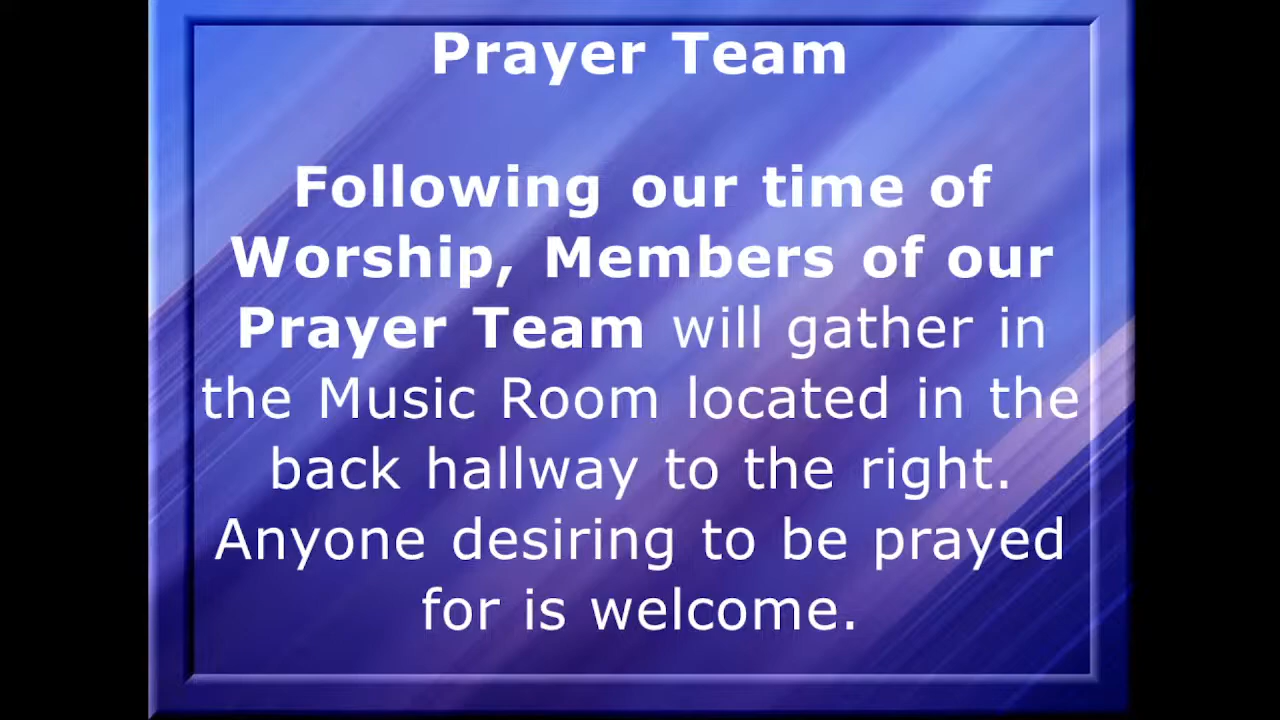 Prayer Team
Following our time of
Worship, Members of our
Prayer Team will gather in
the Music Room located in the
back hallway to the right.
Anyone desiring to be prayed
for is welcome.